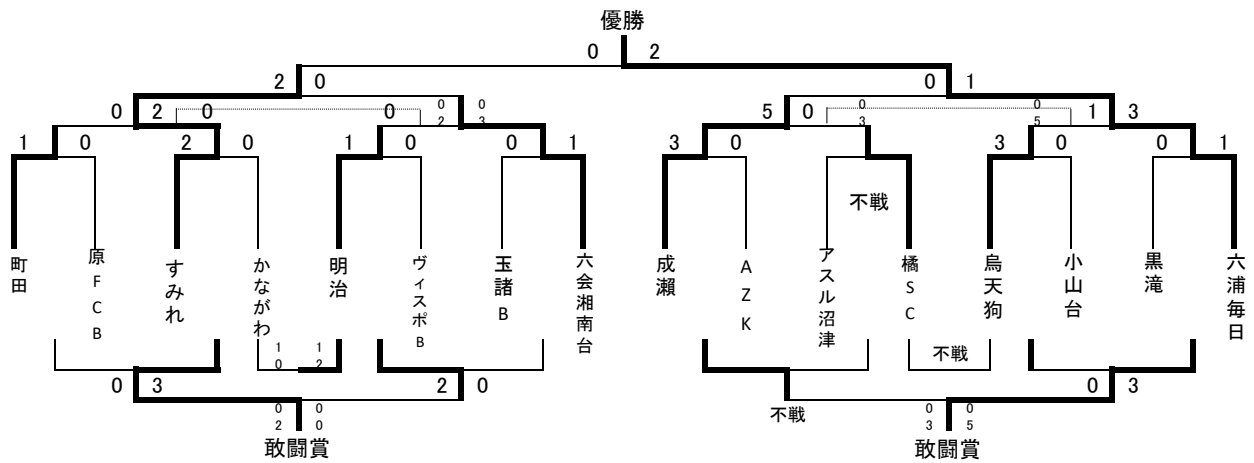 優勝
0 2
2 0 0 1
0 2 0 0 0 0 5 0 0 0 1 3
2 3 3 5
1 0 2 0 1 0 0 1 3 0 3 0 0 1
不戦
町田
原FCB
すみれ
かながわ
明治
ヴィスポB
玉諸B
六会湘南台
成瀬
AZK
アスル沼津
橘SC
烏天狗
小山台
黒滝
六浦毎日
1 1
0 2
不戦
0 3 2 0 0 3
不戦
0 0 0 0
2 0 3 5
敢闘賞 敢闘賞